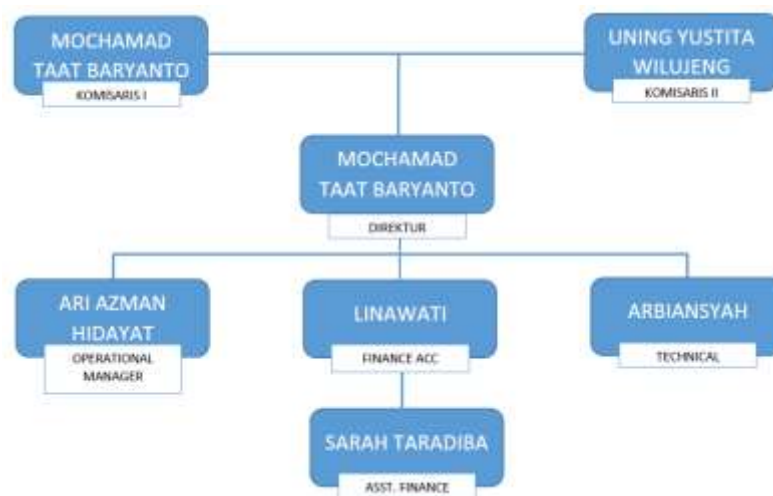 MOCHAMAD
TAAT BARYANTO
KOMISARIS I
UNING YUSTITA
WILUJENG
KOMISARIS II
MOCHAMAD
TAAT BARYANTO
DIREKTUR
ARI AZMAN
HIDAYAT
OPERATIONAL
MANAGER
LINAWATI
FINANCE ACC
ARBIANSYAH
TECHNICAL
SARAH TARADIBA
ASST. FINANCE